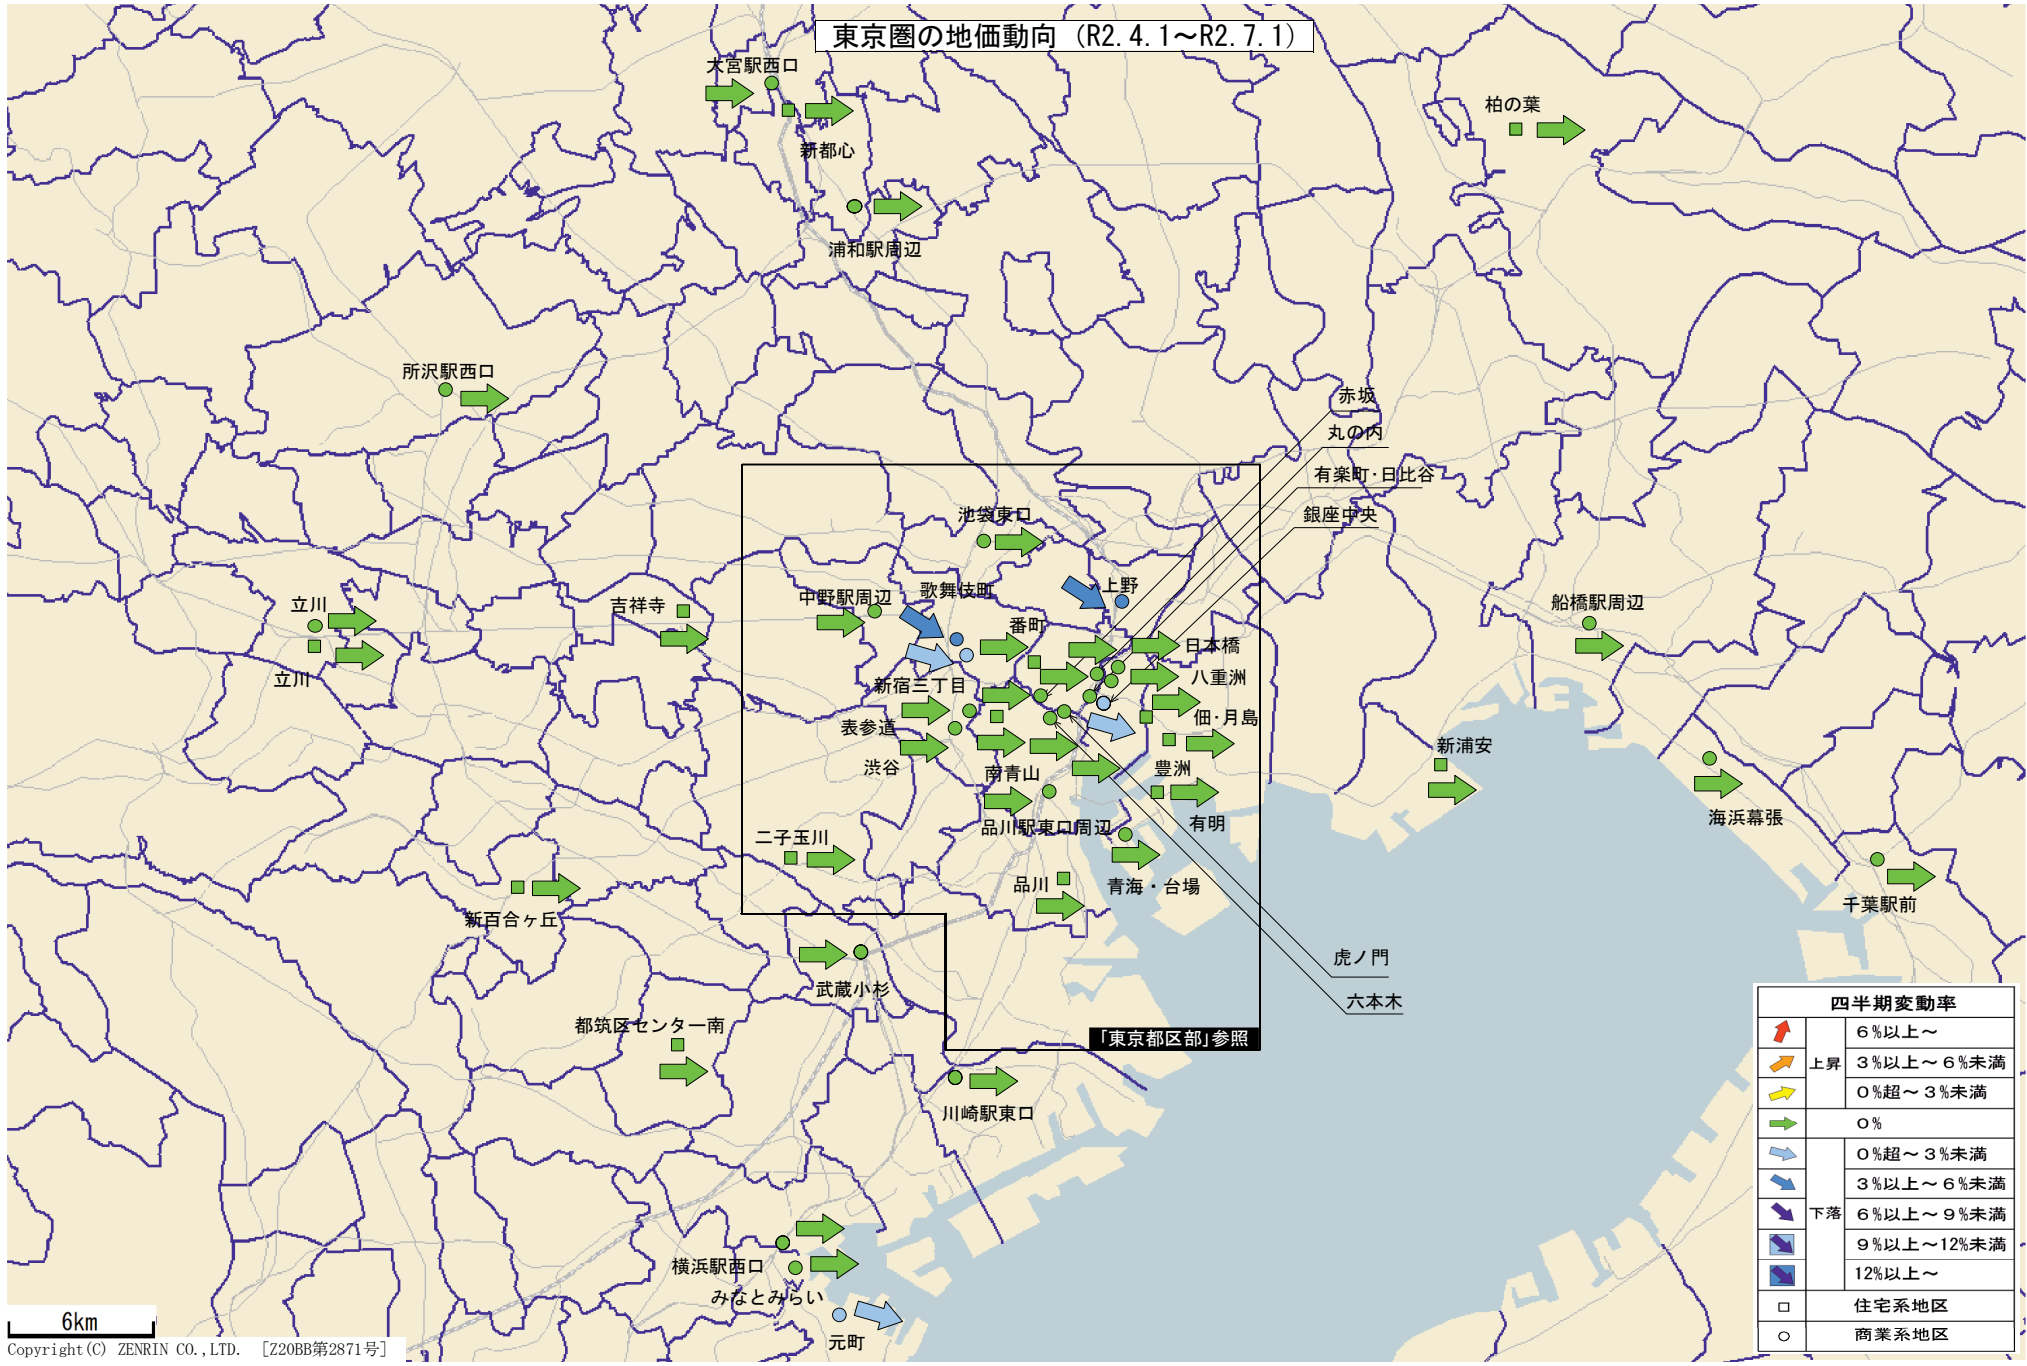 東京圏の地価動向 (R2.4.1～R2.7.1)
大宮駅西口
新都心
柏の葉
浦和駅周辺
所沢駅西口
赤坂
丸の内
有楽町・日比谷
銀座中央
池袋東口
上野
歌舞伎町
中野駅周辺
吉祥寺
立川
立川
番町
日本橋
八重洲
新宿三丁目
佃・月島
表参道
渋谷
南青山
豊洲
有明
品川駅東口周辺
船橋駅周辺
新浦安
海浜幕張
千葉駅前
二子玉川
品川
青海・台場
新百合ヶ丘
武蔵小杉
虎ノ門
六本木
「東京都区部」参照
都筑区センター南
川崎駅東口
横浜駅西口
みなとみらい
元町
四半期変動率
上昇
6%以上～
3%以上～6%未満
0%超～3%未満
0%
下落
0%超～3%未満
3%以上～6%未満
6%以上～9%未満
9%以上～12%未満
12%以上～
住宅系地区
商業系地区
6km
Copyright(C) ZENRIN CO.,LTD. [Z20BB第2871号]